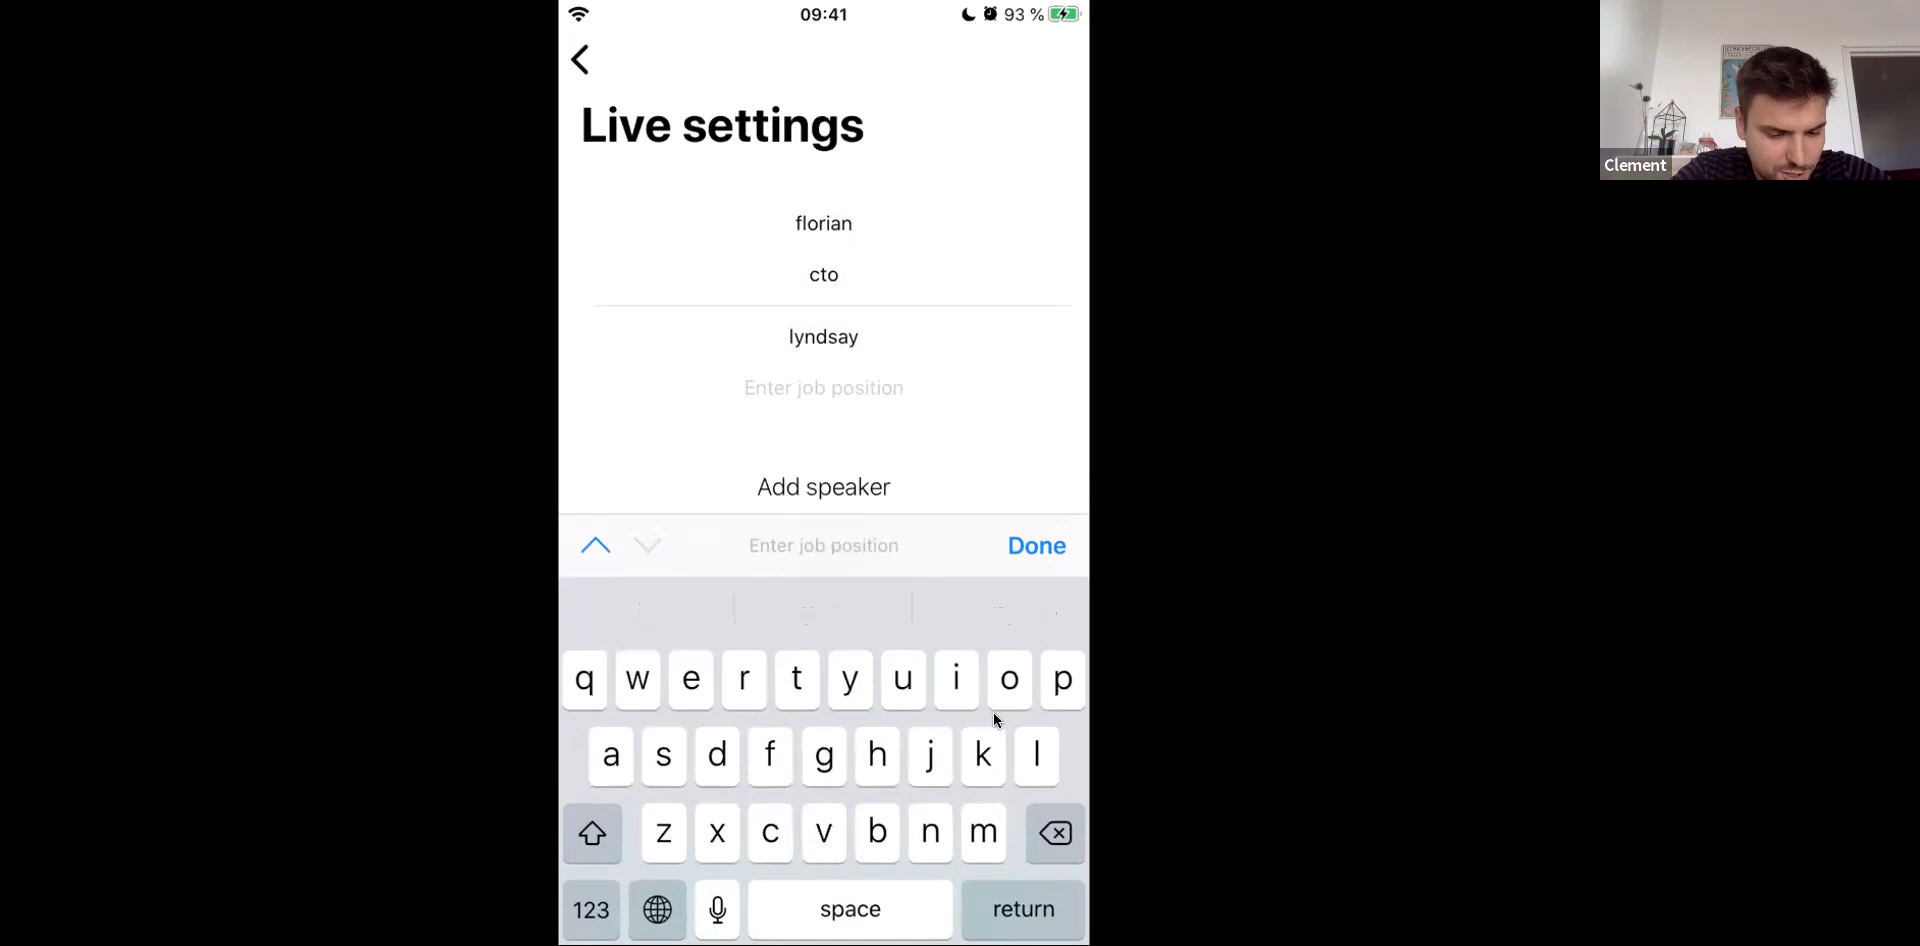 09:41
93 %
Live settings
florian
cto
lyndsay
Enter job position
Add speaker
Enter job position
Done
q w e r t y u i o p
a s d f g h j k l
z x c v b n m
123
space
return
Clement